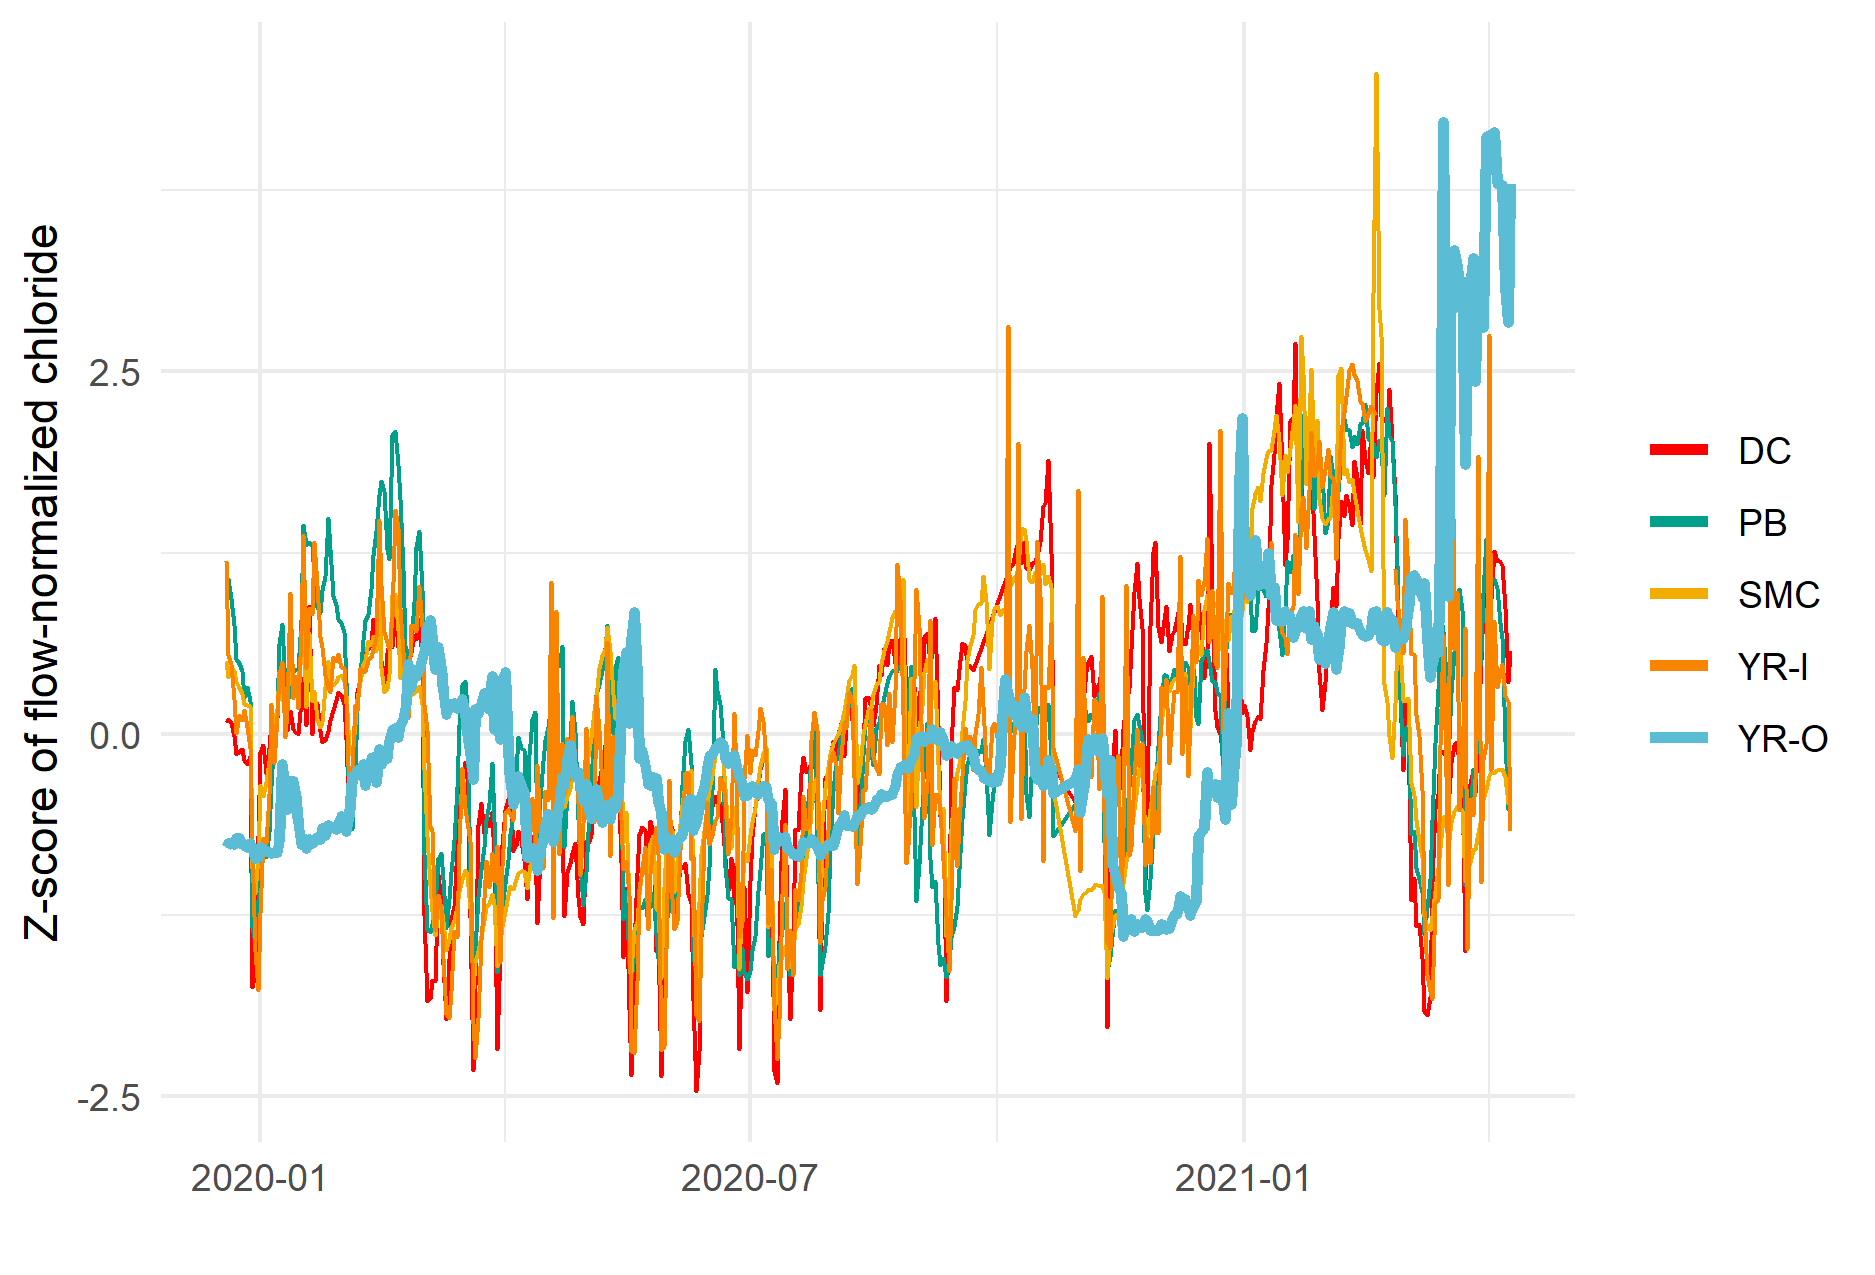 Z-score of flow-normalized chloride
2.5
0.0
-2.5
2020-01
2020-07
2021-01
DC
PB
SMC
YR-I
YR-O